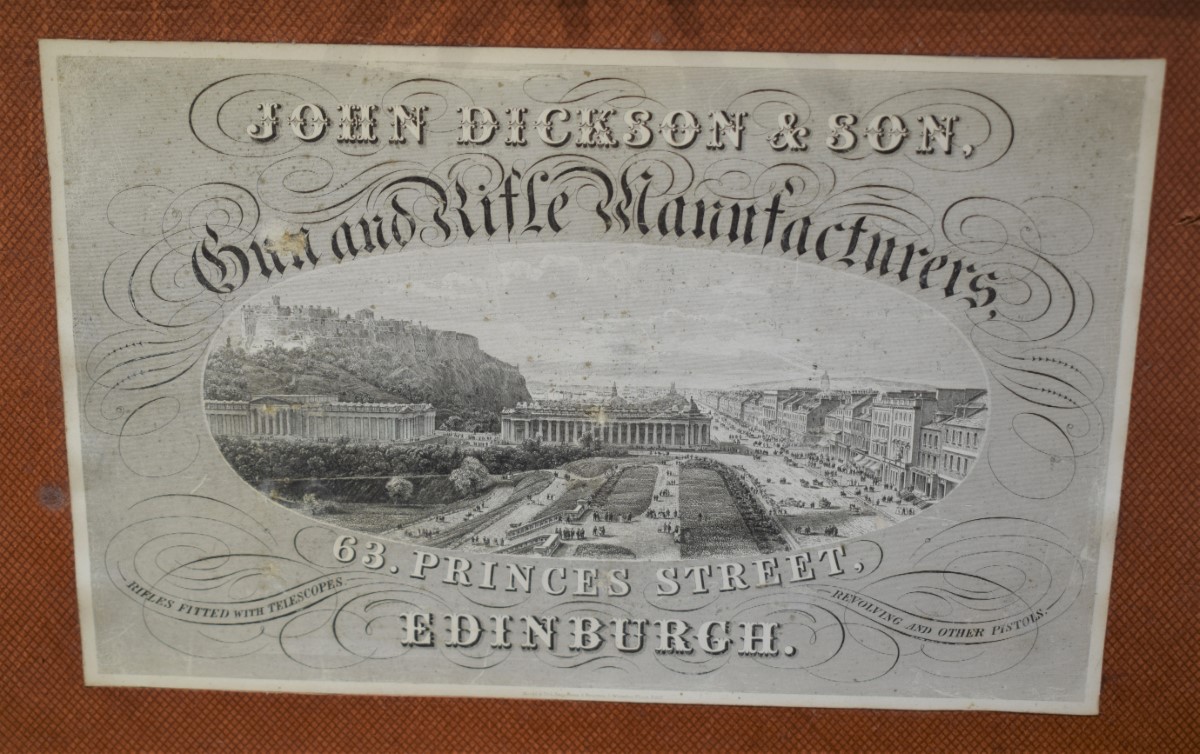 JOHN DICKSON & SON,
Gun and Rifle Manufacturers,
63. PRINCES STREET,
RIFLES FITTED WITH TELESCOPES
REVOLVING AND OTHER PISTOLS.
EDINBURGH.